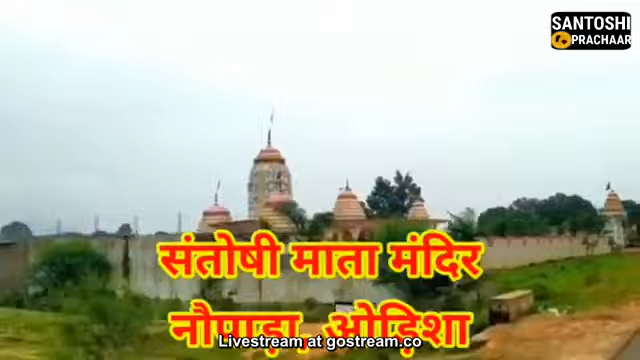 SANTOSHI
PRACHAAR
संतोषी माता मंदिर
नौपाड़ा, ओड़िशा
Livestream at gostream.co